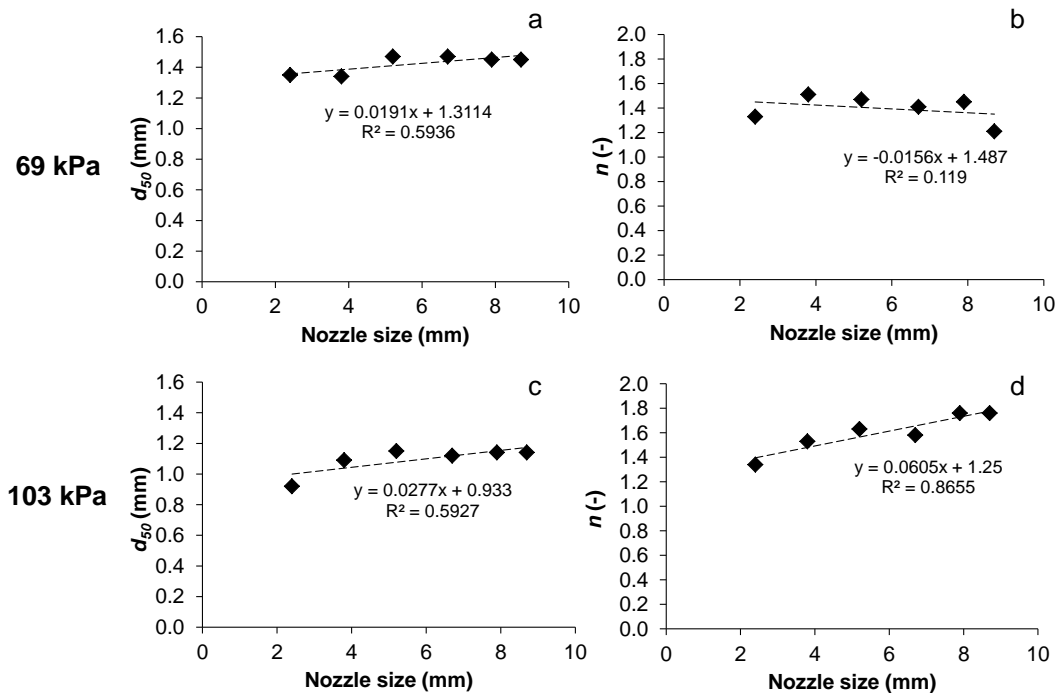 69 kPa
a
d50 (mm)
1.6
1.4
1.2
1.0
0.8
0.6
0.4
0.2
0.0
y = 0.0191x + 1.3114
R² = 0.5936
0 2 4 6 8 10
Nozzle size (mm)
b
n (-)
2.0
1.8
1.6
1.4
1.2
1.0
0.8
0.6
0.4
0.2
0.0
y = -0.0156x + 1.487
R² = 0.119
0 2 4 6 8 10
Nozzle size (mm)
103 kPa
c
d50 (mm)
1.6
1.4
1.2
1.0
0.8
0.6
0.4
0.2
0.0
y = 0.0277x + 0.933
R² = 0.5927
0 2 4 6 8 10
Nozzle size (mm)
d
n (-)
2.0
1.8
1.6
1.4
1.2
1.0
0.8
0.6
0.4
0.2
0.0
y = 0.0605x + 1.25
R² = 0.8655
0 2 4 6 8 10
Nozzle size (mm)